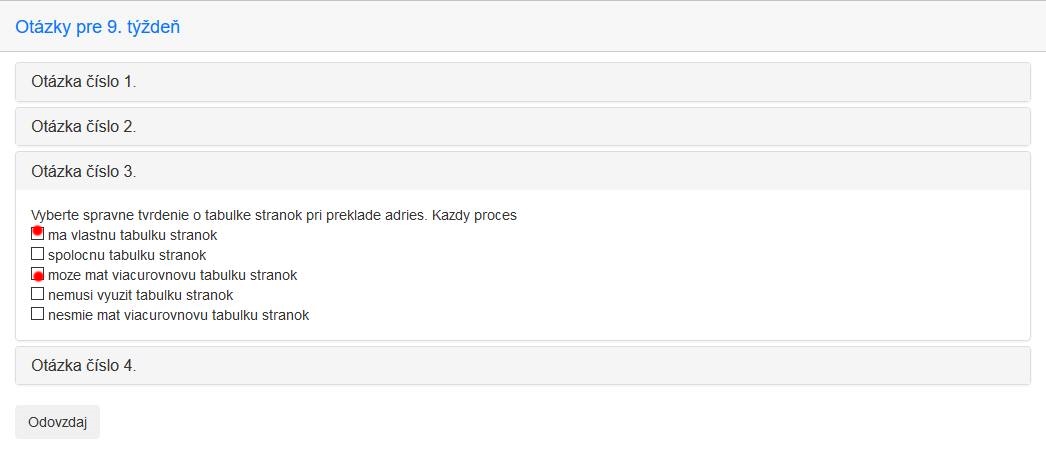 Otázky pre 9. týždeň
Otázka číslo 1.
Otázka číslo 2.
Otázka číslo 3.
Vyberte spravne tvrdenie o tabulke stranok pri preklade adries. Kazdy proces
ma vlastnu tabulku stranok
spolocnu tabulku stranok
moze mat viacurovnovu tabulku stranok
nemusi vyuzit tabulku stranok
nesmie mat viacurovnovu tabulku stranok
Otázka číslo 4.
Odovzdaj